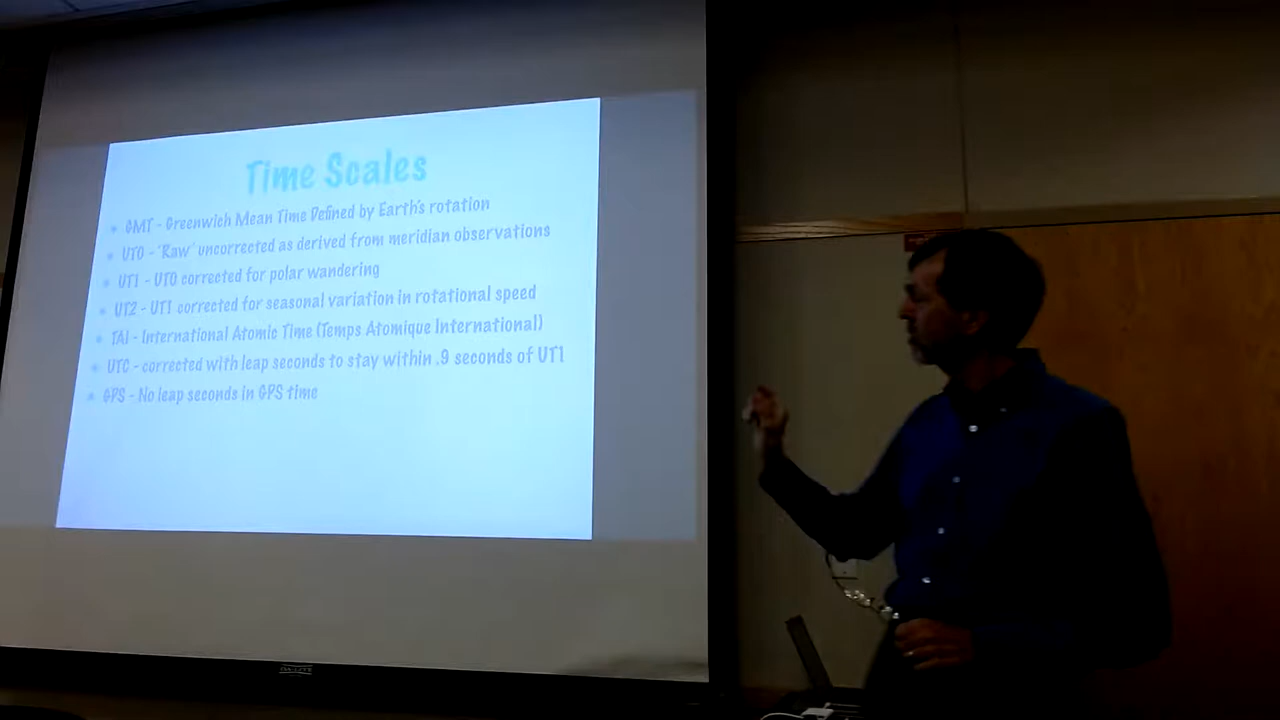 Time Scales
GMT - Greenwich Mean Time Defined by Earth's rotation
UT0 - 'Raw' uncorrected as derived from meridian observations
UT1 - UT0 corrected for polar wandering
UT2 - UT1 corrected for seasonal variation in rotational speed
TAI - International Atomic Time (Temps Atomique International)
UTC - corrected with leap seconds to stay within .9 seconds of UT1
GPS - No leap seconds in GPS time
DA-LITE